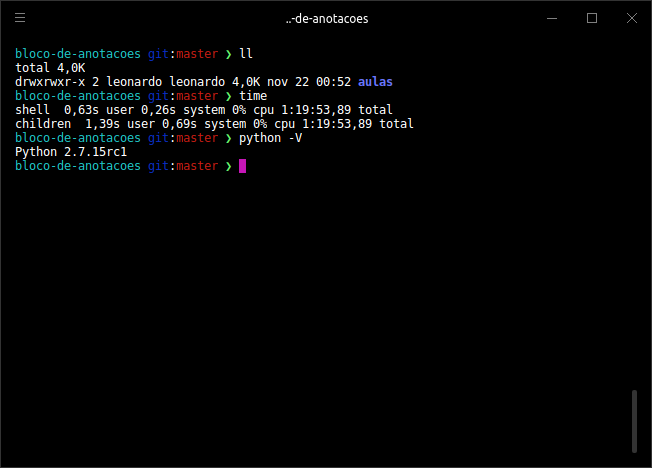 ..-de-anotacoes
bloco-de-anotacoes git:master ❯ ll
total 4,0K
drwxrwxr-x 2 leonardo leonardo 4,0K nov 22 00:52 aulas
bloco-de-anotacoes git:master ❯ time
shell  0,63s user 0,26s system 0% cpu 1:19:53,89 total
children  1,39s user 0,69s system 0% cpu 1:19:53,89 total
bloco-de-anotacoes git:master ❯ python -V
Python 2.7.15rc1
bloco-de-anotacoes git:master ❯